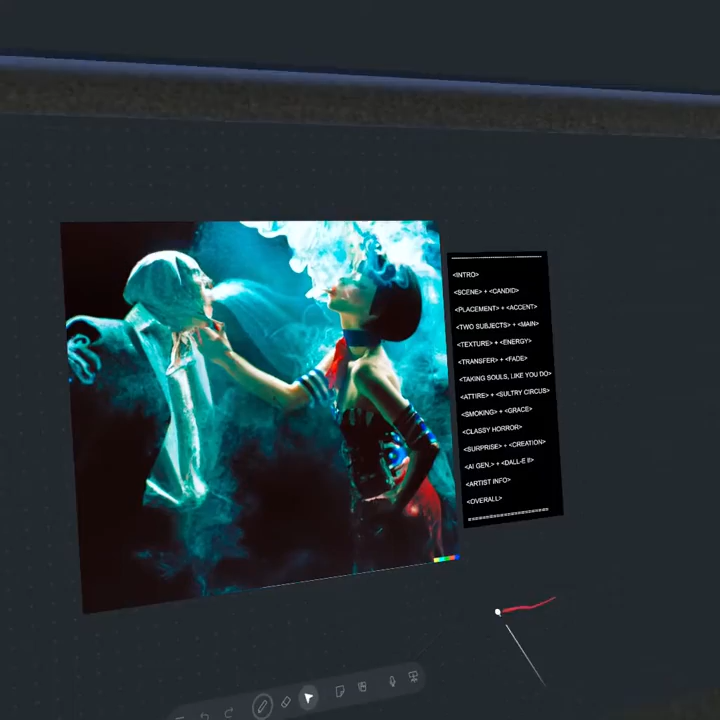 <INTRO>
<SCENE> + <CANDID>
<PLACEMENT> + <ACCENT>
<TWO SUBJECTS> + <MAIN>
<TEXTURE> + <ENERGY>
<TRANSFER> + <FADE>
<TAKING SOULS, LIKE YOU DO>
<ATTIRE> + <SULTRY CIRCUS>
<SMOKING> + <GRACE>
<CLASSY HORROR>
<SURPRISE> + <CREATION>
<AI GEN.> + <DALL-E II>
<ARTIST INFO>
<OVERALL>